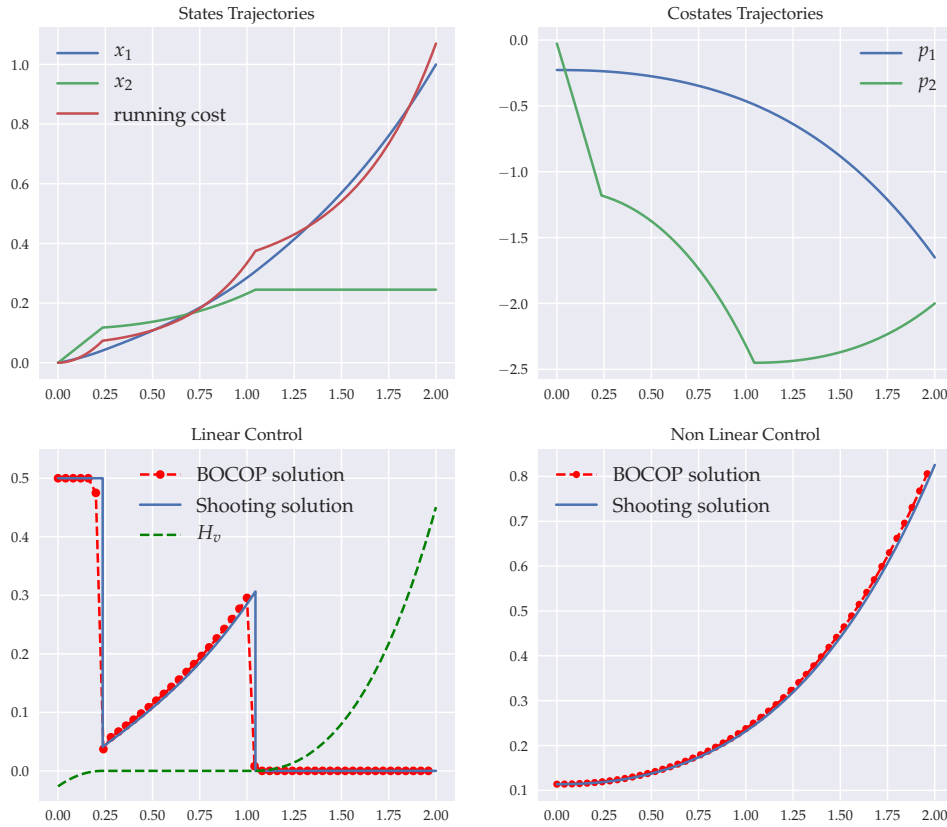 States Trajectories
x₁
x₂
running cost
1.0
0.8
0.6
0.4
0.2
0.0
0.00 0.25 0.50 0.75 1.00 1.25 1.50 1.75 2.00
Costates Trajectories
p₁
p₂
0.0
−0.5
−1.0
−1.5
−2.0
−2.5
0.00 0.25 0.50 0.75 1.00 1.25 1.50 1.75 2.00
Linear Control
BOCOP solution
Shooting solution
Hᵥ
0.5
0.4
0.3
0.2
0.1
0.0
0.00 0.25 0.50 0.75 1.00 1.25 1.50 1.75 2.00
Non Linear Control
BOCOP solution
Shooting solution
0.8
0.7
0.6
0.5
0.4
0.3
0.2
0.1
0.00 0.25 0.50 0.75 1.00 1.25 1.50 1.75 2.00